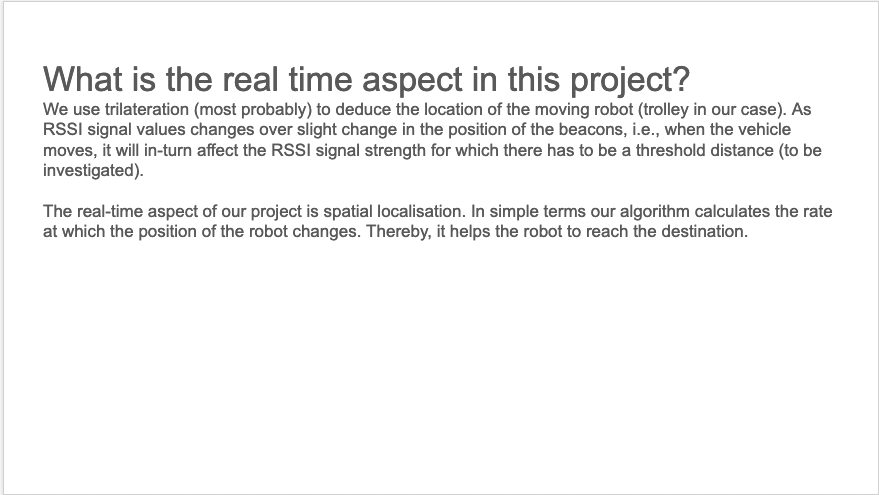 What is the real time aspect in this project?
We use trilateration (most probably) to deduce the location of the moving robot (trolley in our case). As
RSSI signal values changes over slight change in the position of the beacons, i.e., when the vehicle
moves, it will in-turn affect the RSSI signal strength for which there has to be a threshold distance (to be
investigated).
The real-time aspect of our project is spatial localisation. In simple terms our algorithm calculates the rate
at which the position of the robot changes. Thereby, it helps the robot to reach the destination.